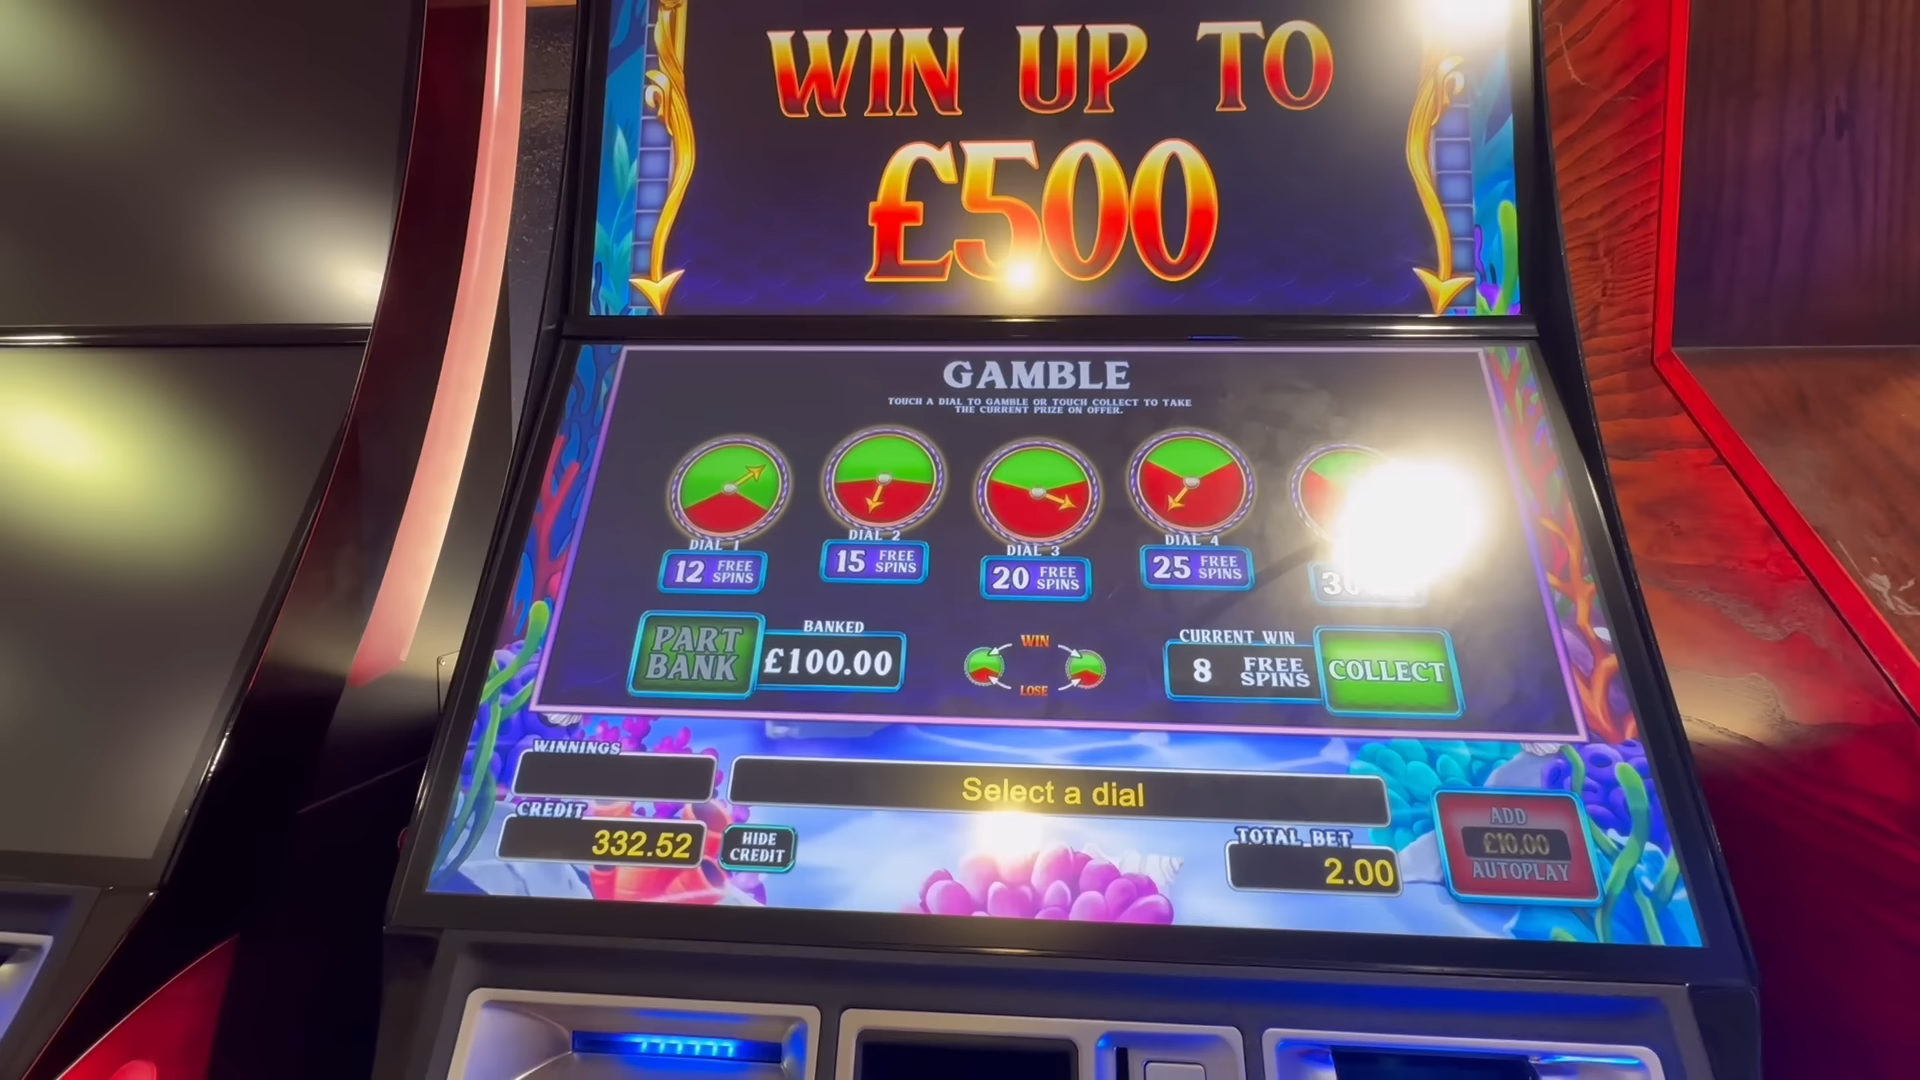 WIN UP TO
£500
GAMBLE
TOUCH A DIAL TO GAMBLE OR TOUCH COLLECT TO TAKE
THE CURRENT PRIZE ON OFFER.
DIAL 1
12 FREE SPINS
DIAL 2
15 FREE SPINS
DIAL 3
20 FREE SPINS
DIAL 4
25 FREE SPINS
30
PART BANK
BANKED
£100.00
WIN
LOSE
CURRENT WIN
8 FREE SPINS
COLLECT
WINNINGS
Select a dial
CREDIT
332.52
HIDE CREDIT
TOTAL BET
2.00
ADD
£10.00
AUTOPLAY